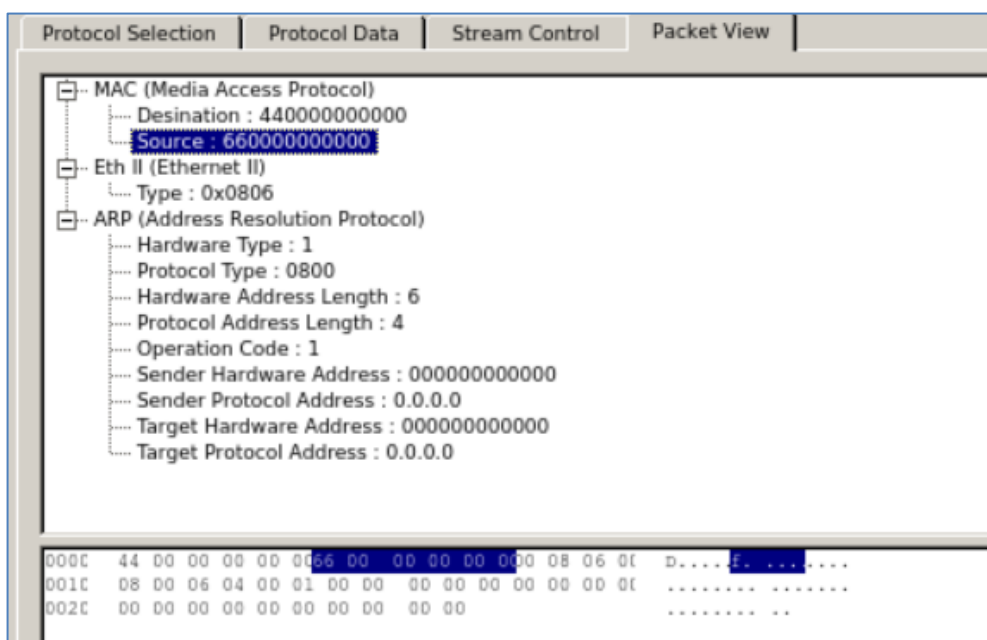 Protocol Selection Protocol Data Stream Control Packet View
MAC (Media Access Protocol)
Desination : 440000000000
Source : 660000000000
Eth II (Ethernet II)
Type : 0x0806
ARP (Address Resolution Protocol)
Hardware Type : 1
Protocol Type : 0800
Hardware Address Length : 6
Protocol Address Length : 4
Operation Code : 1
Sender Hardware Address : 000000000000
Sender Protocol Address : 0.0.0.0
Target Hardware Address : 000000000000
Target Protocol Address : 0.0.0.0
44 00 00 00 00 66 00 00 00 00 08 06 D.....f. .......
08 00 06 04 00 01 00 00 00 00 00 00 00 00 ........ .......
00 00 00 00 00 00 00 00 00 00 ........ ..